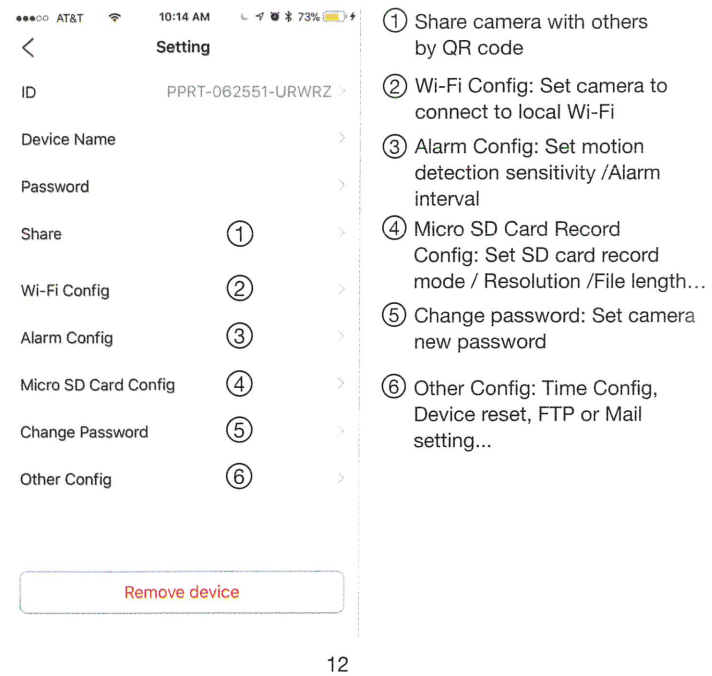 ●●●○○ AT&T 10:14 AM 73%
Setting
ID PPRT-062551-URWRZ
Device Name
Password
Share ①
Wi-Fi Config ②
Alarm Config ③
Micro SD Card Config ④
Change Password ⑤
Other Config ⑥
Remove device
① Share camera with others
by QR code
② Wi-Fi Config: Set camera to
connect to local Wi-Fi
③ Alarm Config: Set motion
detection sensitivity /Alarm
interval
④ Micro SD Card Record
Config: Set SD card record
mode / Resolution /File length...
⑤ Change password: Set camera
new password
⑥ Other Config: Time Config,
Device reset, FTP or Mail
setting...
12